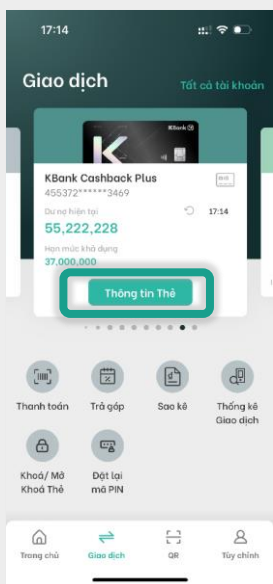 17:14
Giao dịch
Tất cả tài khoản
KBank
K
KBank Cashback Plus
455372******3469
Dư nợ hiện tại
17:14
55,222,228
Hạn mức khả dụng
37,000,000
Thông tin Thẻ
Thanh toán
Trả góp
Sao kê
Thống kê
Giao dịch
Khoá/ Mở
Khoá Thẻ
Đặt lại
mã PIN
Trang chủ
Giao dịch
QR
Tùy chỉnh